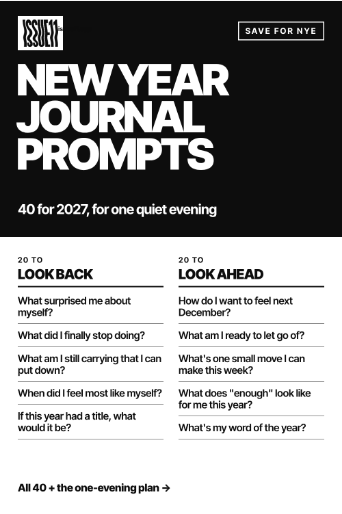 ISSUE11
SAVE FOR NYE
NEW YEAR
JOURNAL
PROMPTS
40 for 2027, for one quiet evening
20 TO
LOOK BACK
What surprised me about
myself?
What did I finally stop doing?
What am I still carrying that I can
put down?
When did I feel most like myself?
If this year had a title, what
would it be?
20 TO
LOOK AHEAD
How do I want to feel next
December?
What am I ready to let go of?
What's one small move I can
make this week?
What does "enough" look like
for me this year?
What's my word of the year?
All 40 + the one-evening plan →